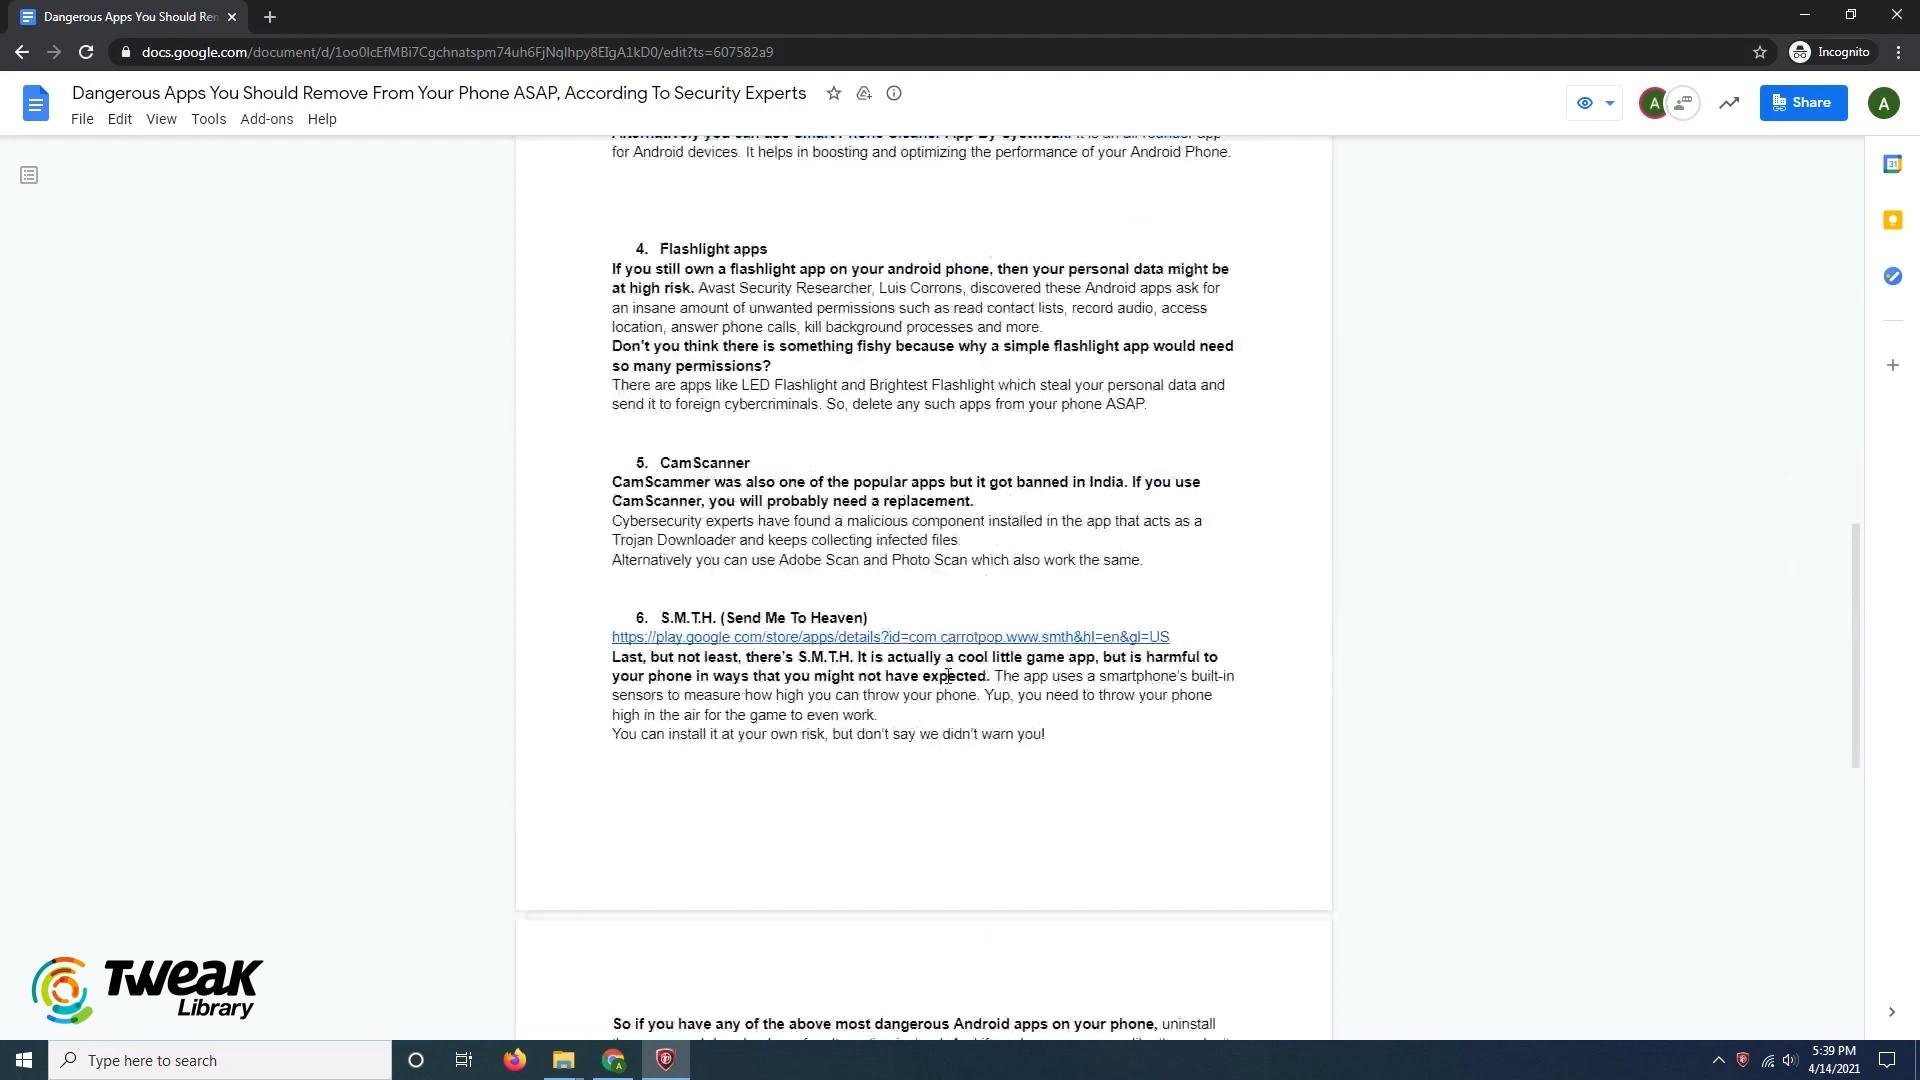 Dangerous Apps You Should Ren
docs.google.com/document/d/1oo0lcEfMBi7Cgchnatspm74uh6FjNqlhpy8EIgA1kD0/edit?ts=607582a9
Incognito
Dangerous Apps You Should Remove From Your Phone ASAP, According To Security Experts
File Edit View Tools Add-ons Help
A
Share
A
Alternatively you can use Smart Phone Cleaner App By Systweak. It is an all-rounder app
for Android devices. It helps in boosting and optimizing the performance of your Android Phone.
4. Flashlight apps
If you still own a flashlight app on your android phone, then your personal data might be
at high risk. Avast Security Researcher, Luis Corrons, discovered these Android apps ask for
an insane amount of unwanted permissions such as read contact lists, record audio, access
location, answer phone calls, kill background processes and more.
Don't you think there is something fishy because why a simple flashlight app would need
so many permissions?
There are apps like LED Flashlight and Brightest Flashlight which steal your personal data and
send it to foreign cybercriminals. So, delete any such apps from your phone ASAP.
5. CamScanner
CamScammer was also one of the popular apps but it got banned in India. If you use
CamScanner, you will probably need a replacement.
Cybersecurity experts have found a malicious component installed in the app that acts as a
Trojan Downloader and keeps collecting infected files.
Alternatively you can use Adobe Scan and Photo Scan which also work the same.
6. S.M.T.H. (Send Me To Heaven)
https://play.google.com/store/apps/details?id=com.carrotpop.www.smth&hl=en&gl=US
Last, but not least, there's S.M.T.H. It is actually a cool little game app, but is harmful to
your phone in ways that you might not have expected. The app uses a smartphone's built-in
sensors to measure how high you can throw your phone. Yup, you need to throw your phone
high in the air for the game to even work.
You can install it at your own risk, but don't say we didn't warn you!
So if you have any of the above most dangerous Android apps on your phone, uninstall
31
Tweak
Library
Type here to search
5:39 PM
4/14/2021